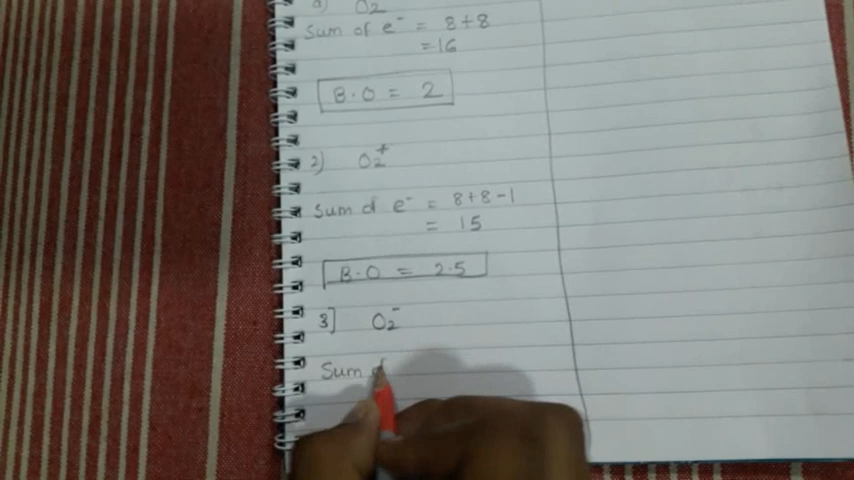 a) O2
Sum of e⁻ = 8+8
=16
B.O = 2
2) O2⁺
Sum of e⁻ = 8+8-1
= 15
B.O = 2.5
3] O2⁻
Sum of